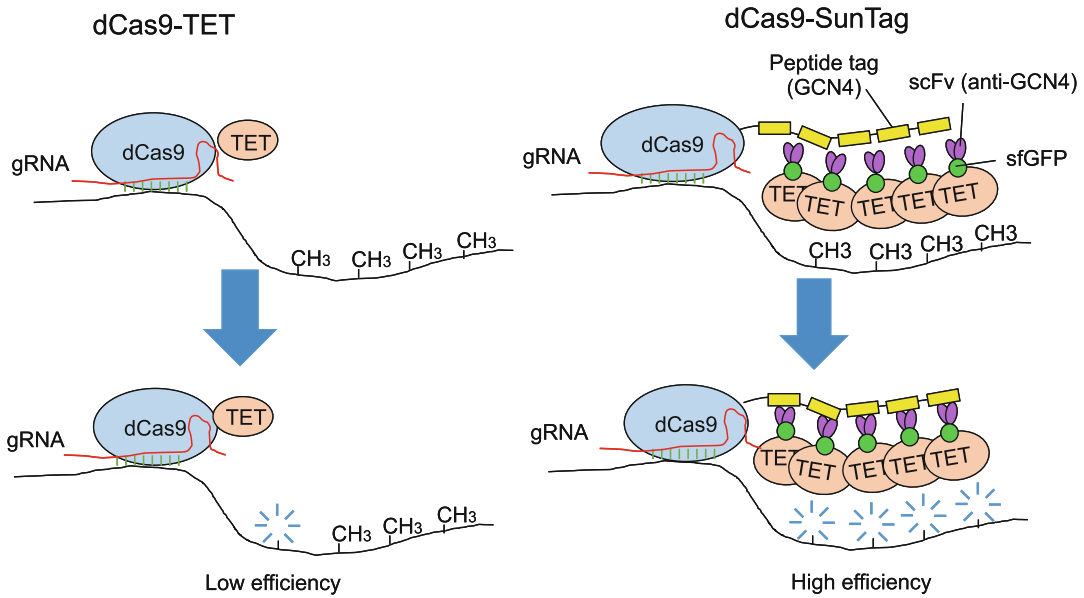 dCas9-TET
dCas9-SunTag
Peptide tag
(GCN4)
scFv (anti-GCN4)
gRNA
dCas9
TET
gRNA
dCas9
sfGFP
TET
TET
TET
TET
TET
CH3
CH3
CH3
CH3
CH3
CH3
CH3
CH3
gRNA
dCas9
TET
gRNA
dCas9
TET
TET
TET
TET
TET
CH3
CH3
CH3
Low efficiency
High efficiency